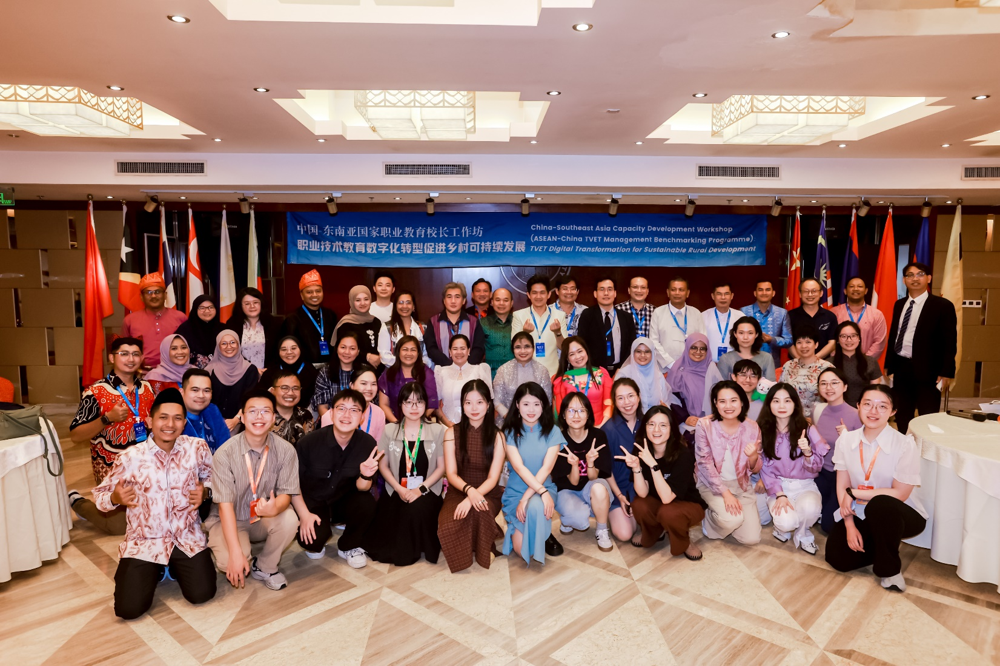 中国-东南亚国家职业教育校长工作坊
职业技术教育数字化转型促进乡村可持续发展
China-Southeast Asia Capacity Development Workshop
(ASEAN-China TVET Management Benchmarking Programme):
TVET Digital Transformation for Sustainable Rural Development